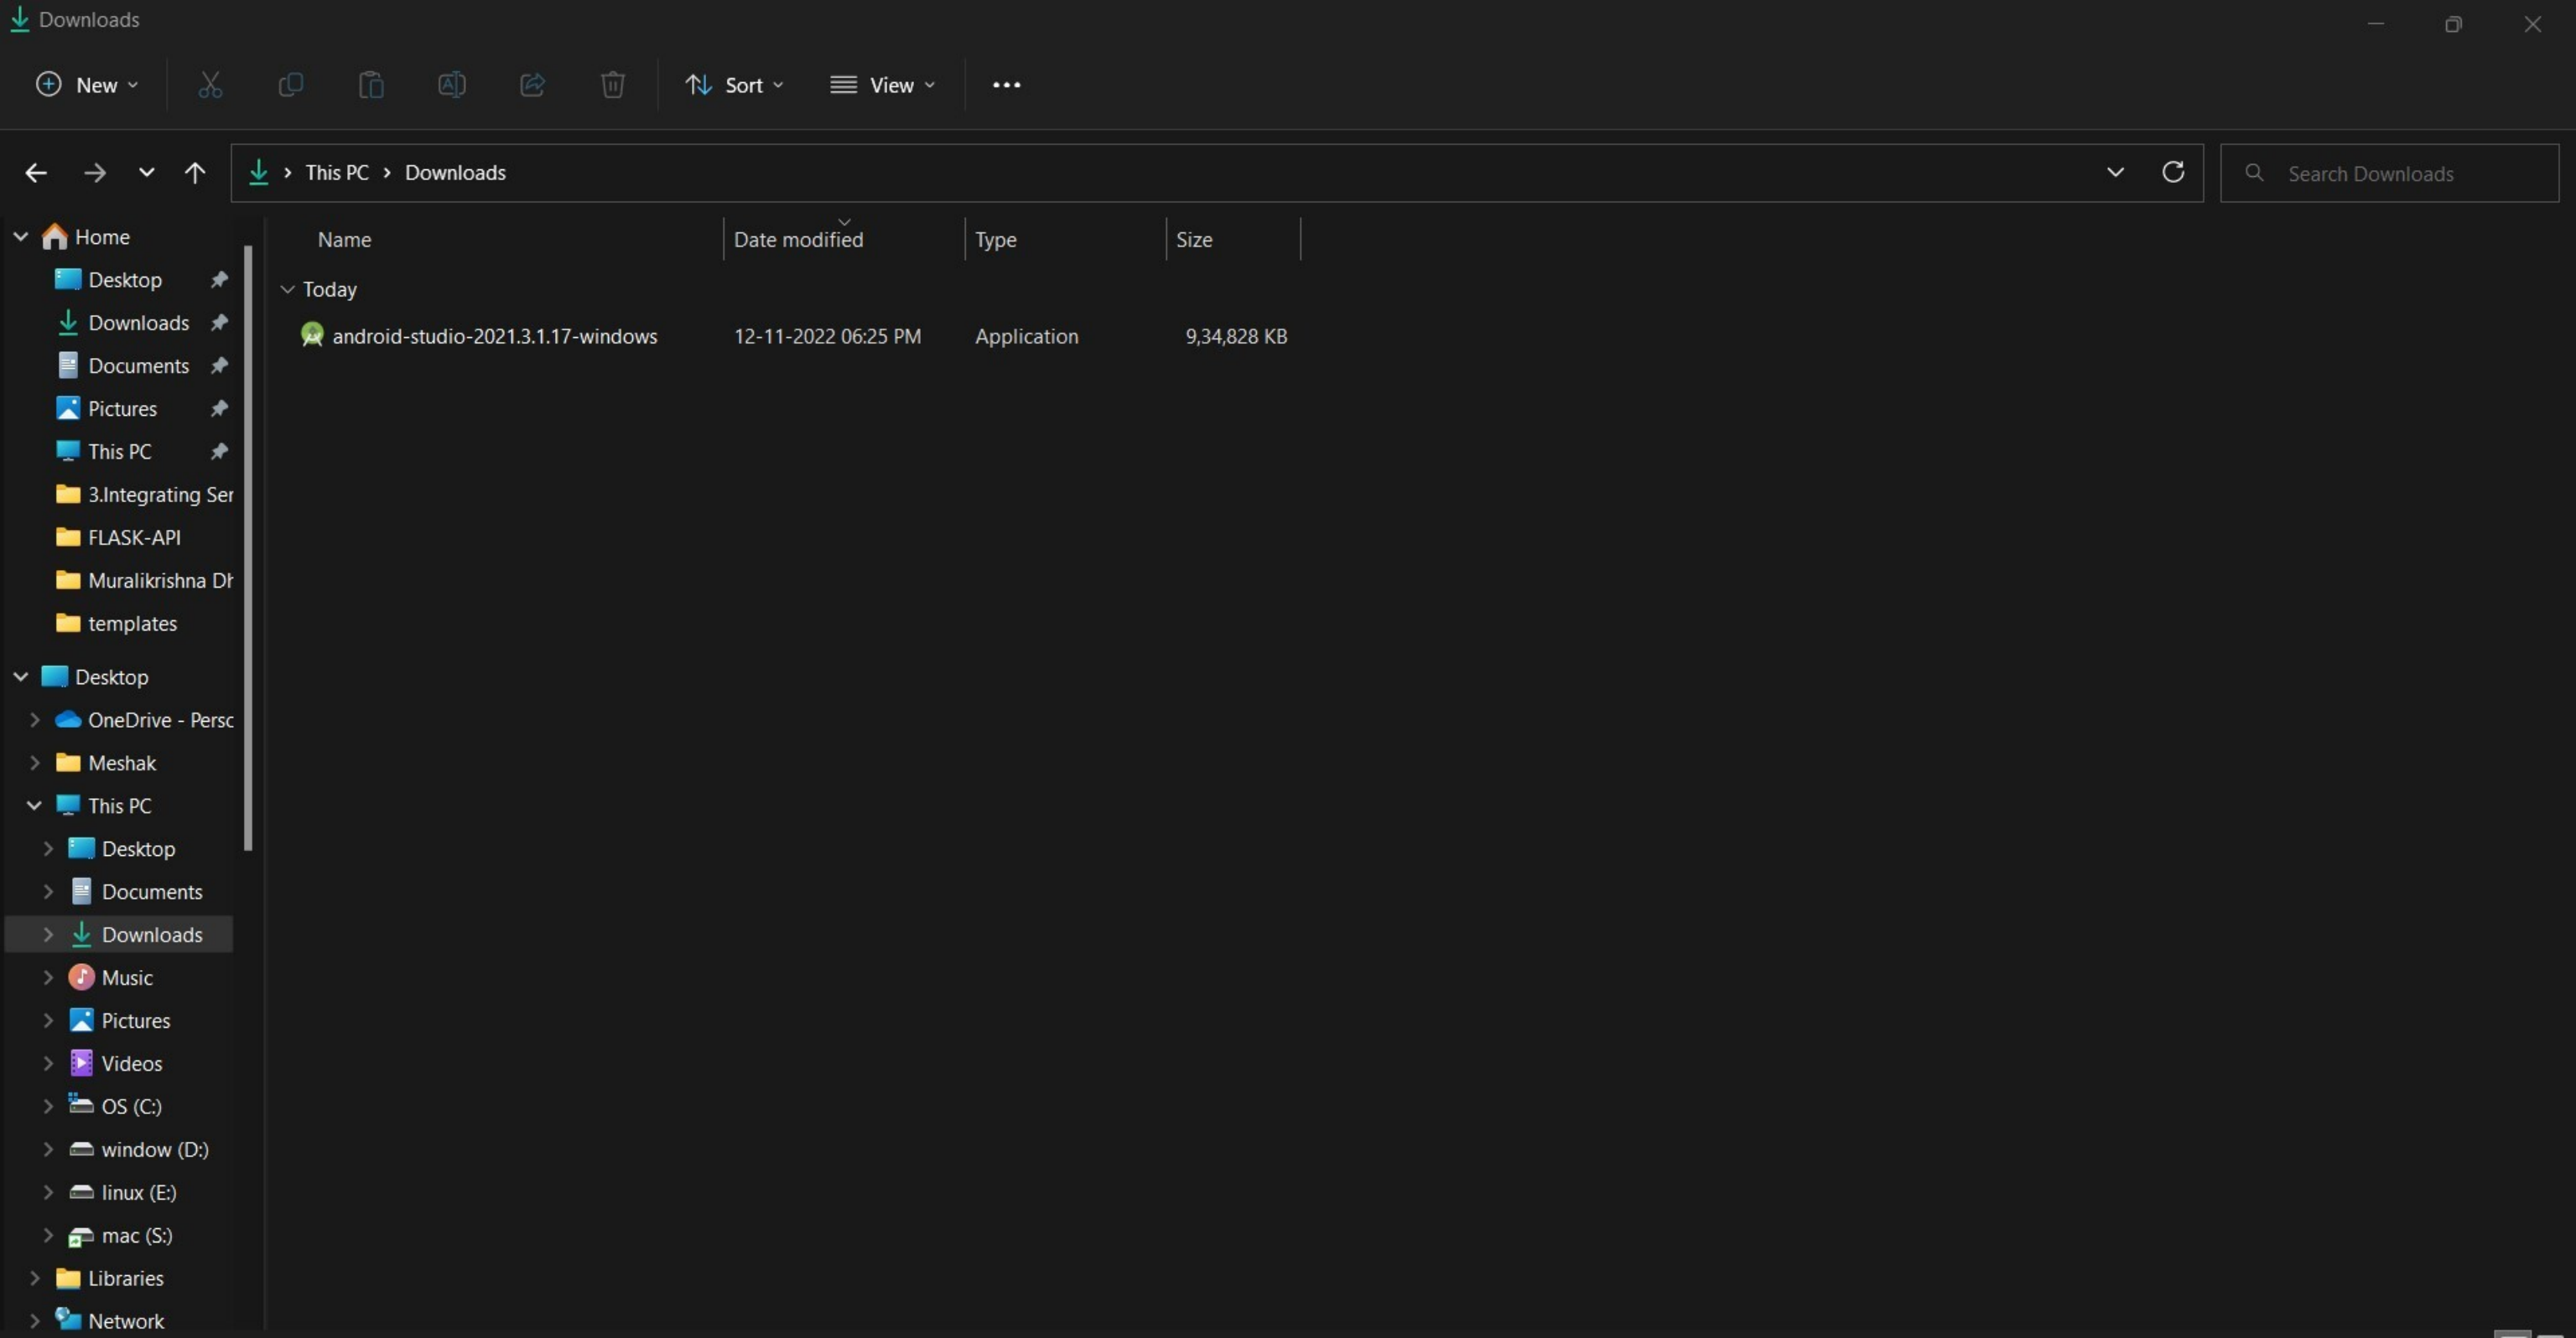 Downloads
New
Sort
View
This PC > Downloads
Search Downloads
Name Date modified Type Size
Today
android-studio-2021.3.1.17-windows 12-11-2022 06:25 PM Application 9,34,828 KB
Home
Desktop
Downloads
Documents
Pictures
This PC
3.Integrating Ser
FLASK-API
Muralikrishna Dh
templates
Desktop
OneDrive - Perso
Meshak
This PC
Desktop
Documents
Downloads
Music
Pictures
Videos
OS (C:)
window (D:)
linux (E:)
mac (S:)
Libraries
Network